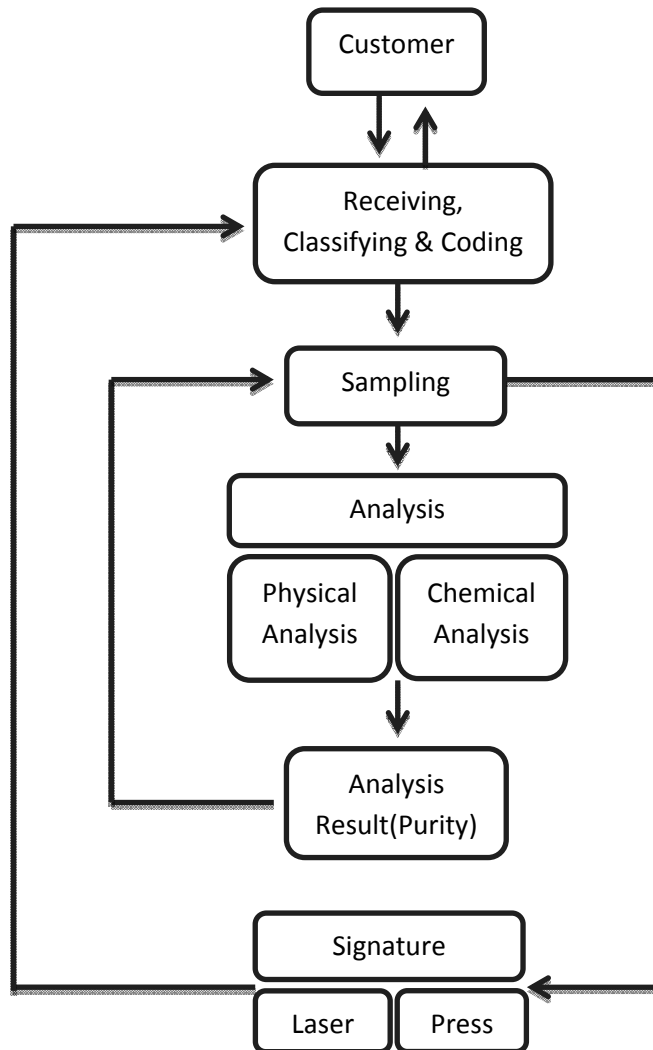 Customer
Receiving,
Classifying & Coding
Sampling
Analysis
Physical
Analysis
Chemical
Analysis
Analysis
Result(Purity)
Signature
Laser
Press